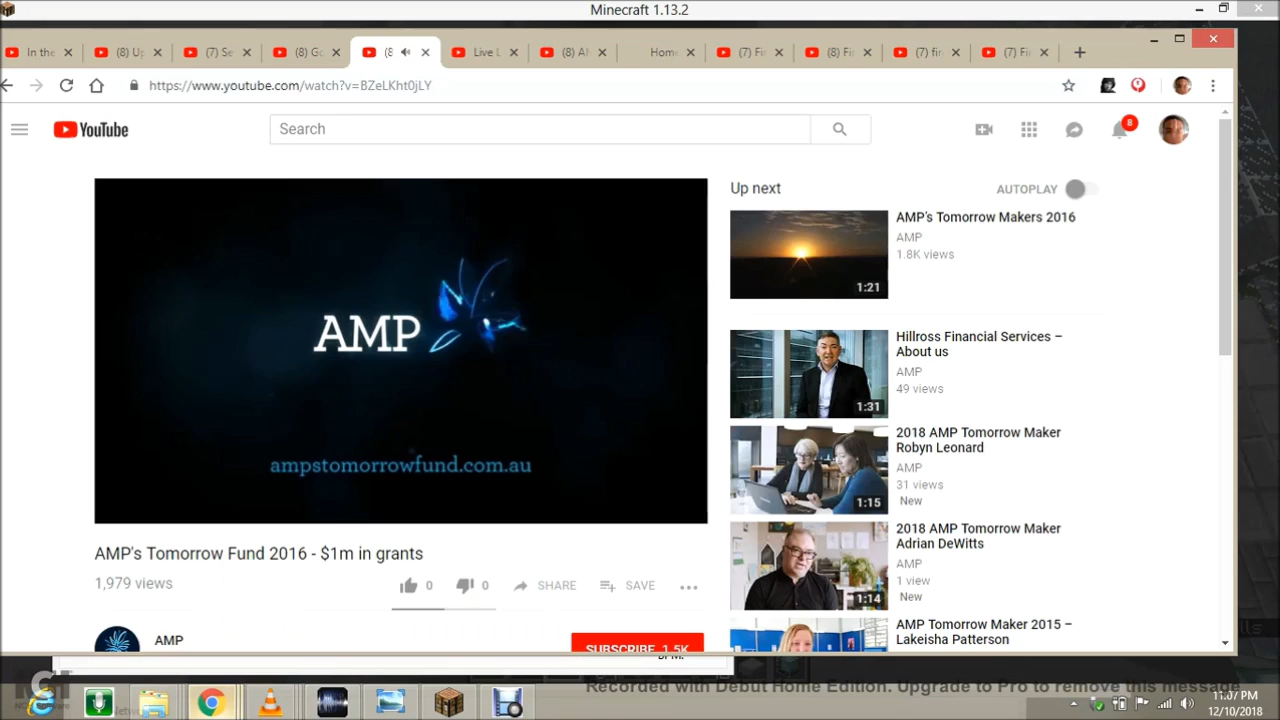 Minecraft 1.13.2
In the
(8) Up
(7) Se
(8) Go
(8
Live L
(8) Al
Home
(7) Fi
(8) Fir
(7) fire
(7) Fi
https://www.youtube.com/watch?v=BZeLKht0jLY
YouTube
Search
8
AMP
ampstomorrowfund.com.au
AMP's Tomorrow Fund 2016 - $1m in grants
1,979 views
0
0
SHARE
SAVE
AMP
SUBSCRIBE 1.5K
Up next
AUTOPLAY
1:21
AMP's Tomorrow Makers 2016
AMP
1.8K views
1:31
Hillross Financial Services –
About us
AMP
49 views
1:15
2018 AMP Tomorrow Maker
Robyn Leonard
AMP
31 views
New
1:14
2018 AMP Tomorrow Maker
Adrian DeWitts
AMP
1 view
New
AMP Tomorrow Maker 2015 –
Lakeisha Patterson
Recorded with Debut Home Edition. Upgrade to Pro to remove this message
11:07 PM
12/10/2018